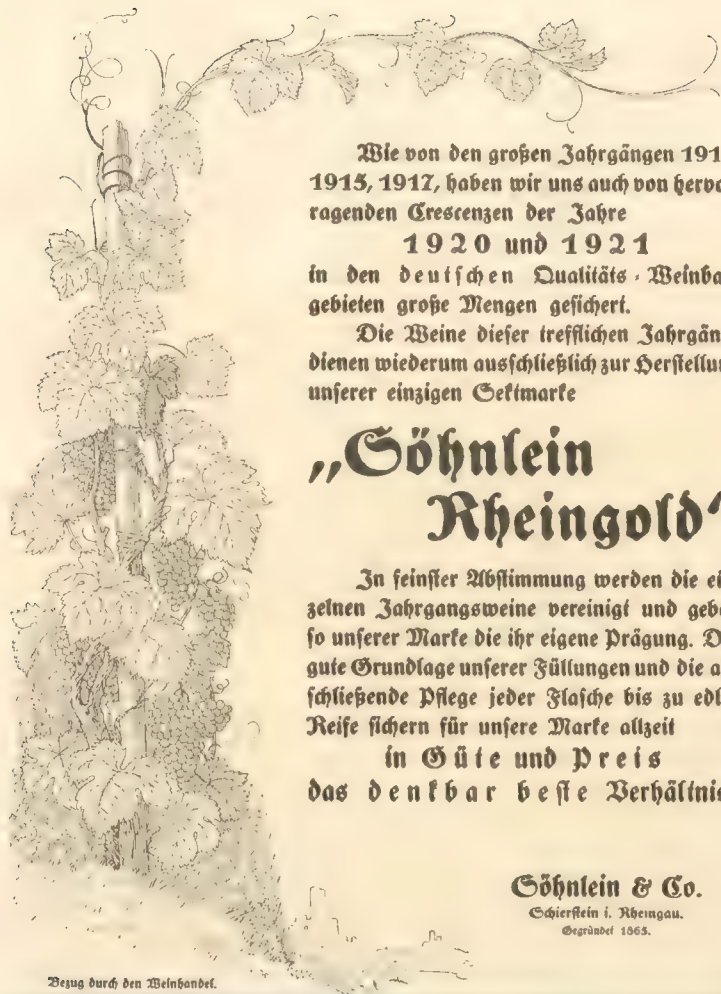 Wie von den großen Jahrgängen 191
1915, 1917, haben wir uns auch von hervo
ragenden Crescenzen der Jahre
1920 und 1921
in den deutschen Qualitäts-Weinba
gebieten große Mengen gesichert.
Die Weine dieser trefflichen Jahrgän
dienen wiederum ausschließlich zur Herstellu
unserer einzigen Sektmarke
„Söhnlein
Rheingold“
In feinster Abstimmung werden die ei
zelnen Jahrgangsweine vereinigt und geb
so unserer Marke die ihr eigene Prägung. D
gute Grundlage unserer Füllungen und die a
schließende Pflege jeder Flasche bis zu edl
Reife sichern für unsere Marke allzeit
in Güte und Preis
das denkbar beste Verhältnis
Söhnlein & Co.
Schierstein i. Rheingau.
Gegründet 1865.
Bezug durch den Weinhandel.